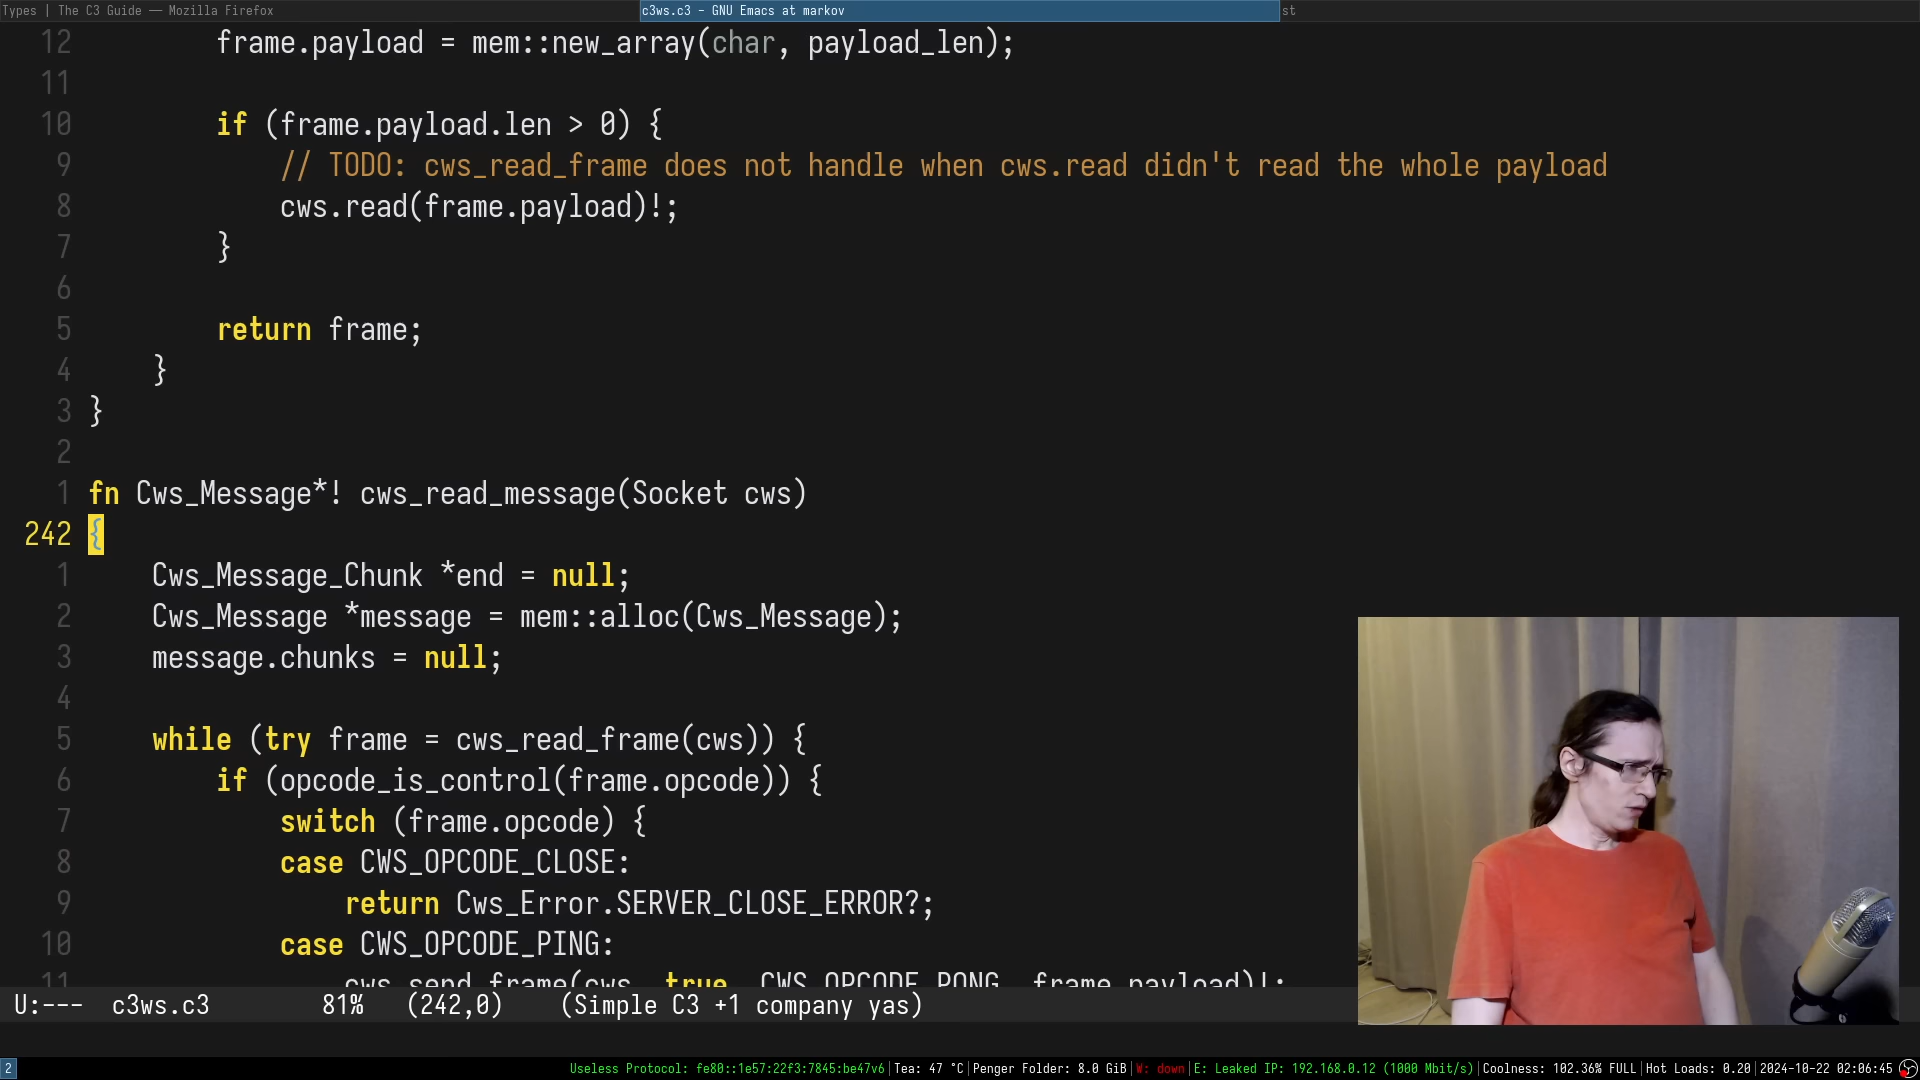 Types | The C3 Guide — Mozilla Firefox c3ws.c3 - GNU Emacs at markov st
12 frame.payload = mem::new_array(char, payload_len);
11
10 if (frame.payload.len > 0) {
9 // TODO: cws_read_frame does not handle when cws.read didn't read the whole payload
8 cws.read(frame.payload)!;
7 }
6
5 return frame;
4 }
3 }
2
1 fn Cws_Message*! cws_read_message(Socket cws)
242 {
1 Cws_Message_Chunk *end = null;
2 Cws_Message *message = mem::alloc(Cws_Message);
3 message.chunks = null;
4
5 while (try frame = cws_read_frame(cws)) {
6 if (opcode_is_control(frame.opcode)) {
7 switch (frame.opcode) {
8 case CWS_OPCODE_CLOSE:
9 return Cws_Error.SERVER_CLOSE_ERROR?;
10 case CWS_OPCODE_PING:
11 cws_send_frame(cws, true, CWS_OPCODE_PONG, frame.payload)!;
U:--- c3ws.c3 81% (242,0) (Simple C3 +1 company yas)
2 Useless Protocol: fe80::1e57:22f3:7845:be47v6|Tea: 47 °C|Penger Folder: 8.0 GiB|W: down|E: Leaked IP: 192.168.0.12 (1000 Mbit/s)|Coolness: 102.36% FULL|Hot Loads: 0.20|2024-10-22 02:06:45